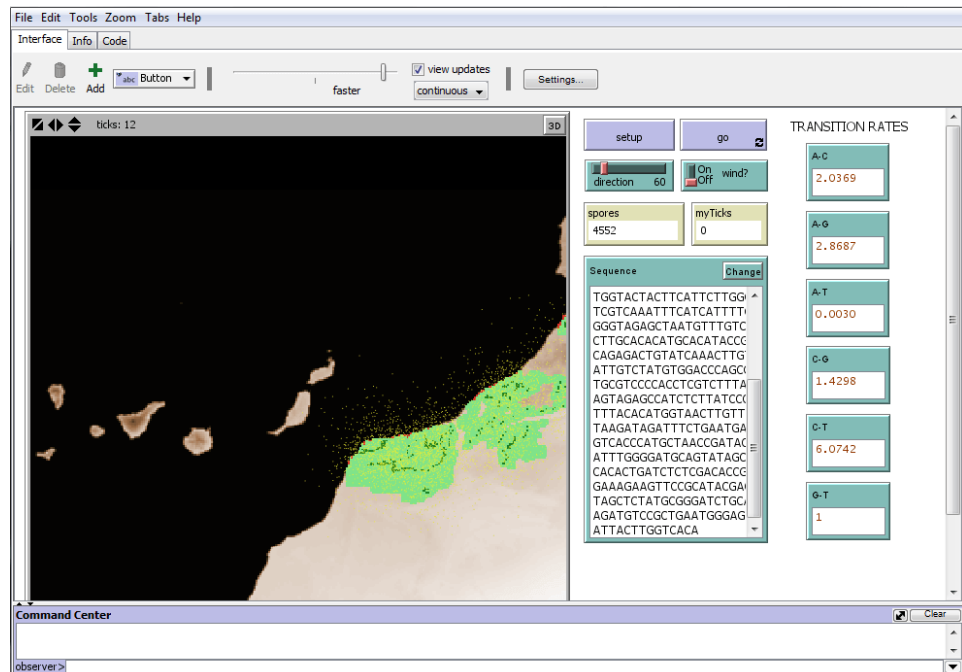 File Edit Tools Zoom Tabs Help
Interface Info Code
Edit Delete Add abc Button faster view updates continuous Settings...
ticks: 12 3D
setup go
direction 60 On Off wind?
spores 4552 myTicks 0
Sequence Change
TGGTACTACTTCATTCTTGG
TCGTCAAATTTCATCATTTT
GGGTAGAGCTAATGTTTGTC
CTTGCACACATGCACATACCG
CAGAGACTGTATCAAACTTG
ATTGTCTATGTGGACCCAGC
TGCGTCCCCACCTCGTCTTTA
AGTAGAGCCATCTCTTATCC
TTTACACATGGTAACTTGTT
TAAGATAGATTTCTGAATGA
GTCACCCATGCTAACCGATAC
ATTTGGGGATGCAGTATAGC
CACACTGATCTCTCGACACCG
GAAAGAAGTTCCGCATACGA
TAGCTCTATGCGGGATCTGC
AGATGTCCGCTGAATGGGAG
ATTACTTGGTCACA
TRANSITION RATES
A-C
2.0369
A-G
2.8687
A-T
0.0030
C-G
1.4298
C-T
6.0742
G-T
1
Command Center Clear
observer>